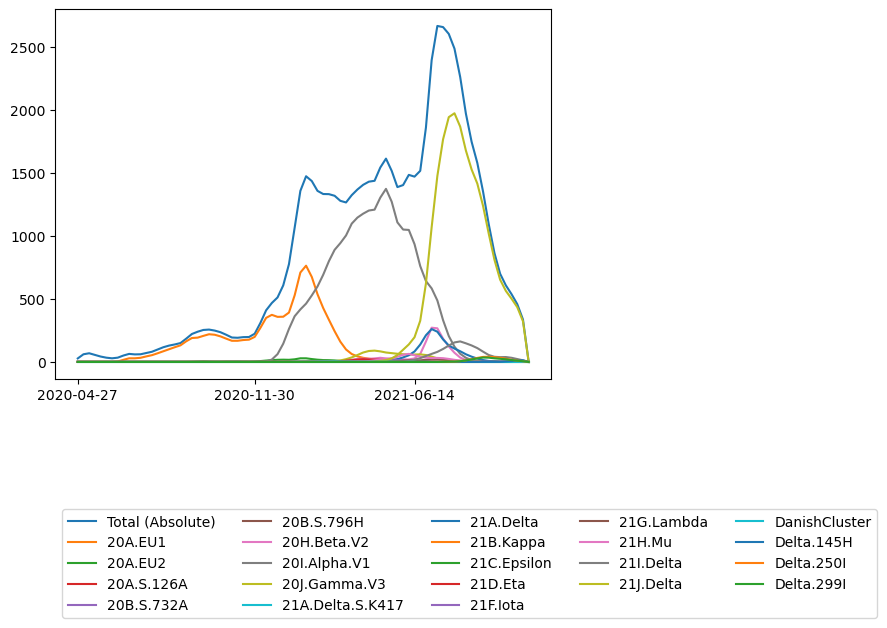 2500
2000
1500
1000
500
0
2020-04-27 2020-11-30 2021-06-14
Total (Absolute) 20B.S.796H 21A.Delta 21G.Lambda DanishCluster
20A.EU1 20H.Beta.V2 21B.Kappa 21H.Mu Delta.145H
20A.EU2 20I.Alpha.V1 21C.Epsilon 21I.Delta Delta.250I
20A.S.126A 20J.Gamma.V3 21D.Eta 21J.Delta Delta.299I
20B.S.732A 21A.Delta.S.K417 21F.Iota